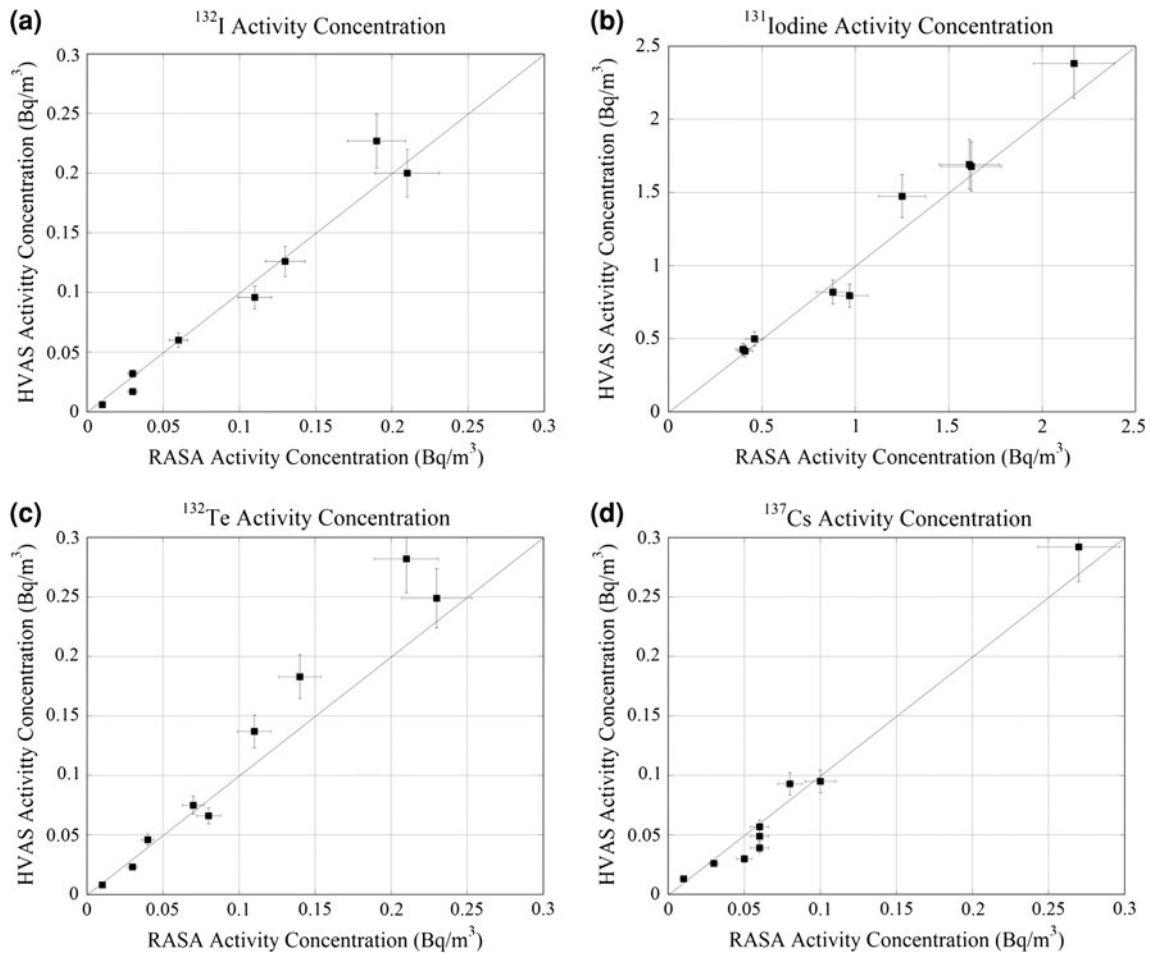 (a)
¹³²I Activity Concentration
HVAS Activity Concentration (Bq/m³)
0.3
0.25
0.2
0.15
0.1
0.05
0
0 0.05 0.1 0.15 0.2 0.25 0.3
RASA Activity Concentration (Bq/m³)
(b)
¹³¹Iodine Activity Concentration
HVAS Activity Concentration (Bq/m³)
2.5
2
1.5
1
0.5
0
0 0.5 1 1.5 2 2.5
RASA Activity Concentration (Bq/m³)
(c)
¹³²Te Activity Concentration
HVAS Activity Concentration (Bq/m³)
0.3
0.25
0.2
0.15
0.1
0.05
0
0 0.05 0.1 0.15 0.2 0.25 0.3
RASA Activity Concentration (Bq/m³)
(d)
¹³⁷Cs Activity Concentration
HVAS Activity Concentration (Bq/m³)
0.3
0.25
0.2
0.15
0.1
0.05
0
0 0.05 0.1 0.15 0.2 0.25 0.3
RASA Activity Concentration (Bq/m³)